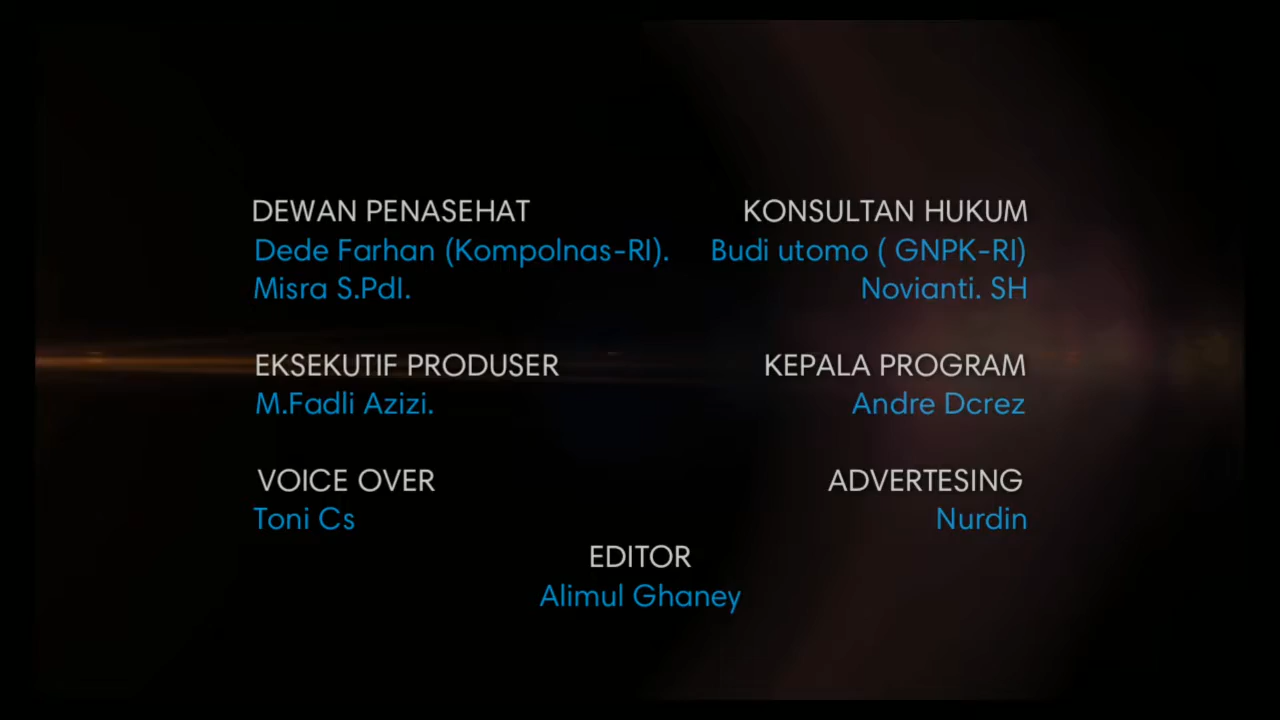 DEWAN PENASEHAT
Dede Farhan (Kompolnas-RI).
Misra S.PdI.
KONSULTAN HUKUM
Budi utomo ( GNPK-RI)
Novianti. SH
EKSEKUTIF PRODUSER
M.Fadli Azizi.
KEPALA PROGRAM
Andre Dcrez
VOICE OVER
Toni Cs
ADVERTESING
Nurdin
EDITOR
Alimul Ghaney